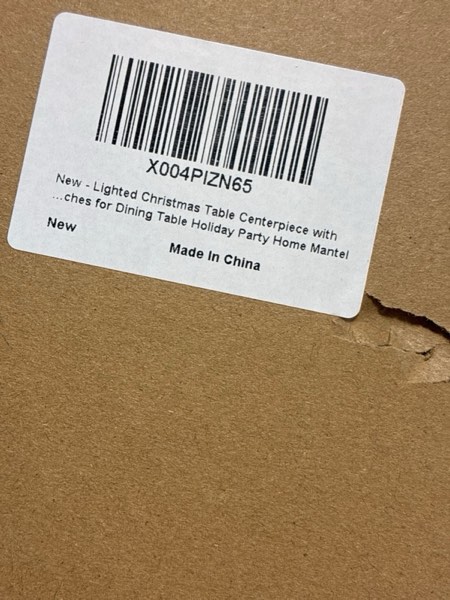 X004PIZN65
New - Lighted Christmas Table Centerpiece with
...ches for Dining Table Holiday Party Home Mantel
New
Made In China